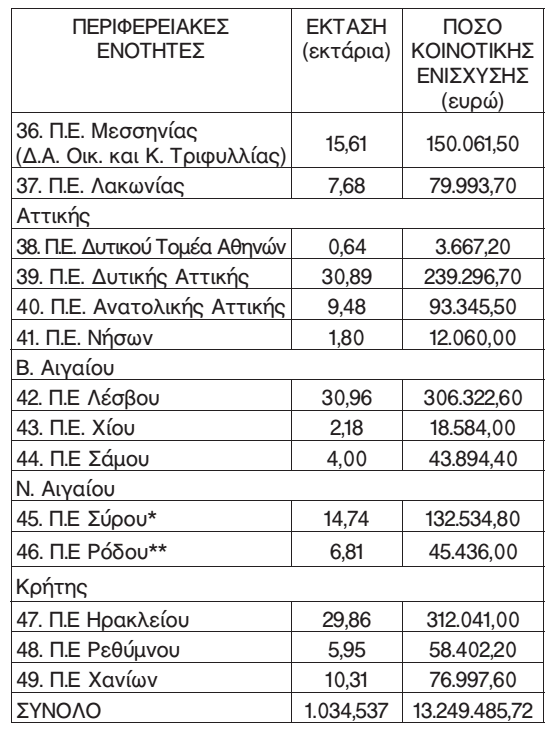 ΠΕΡΙΦΕΡΕΙΑΚΕΣ ΕΝΟΤΗΤΕΣ ΕΚΤΑΣΗ (εκτάρια) ΠΟΣΟ ΚΟΙΝΟΤΙΚΗΣ ΕΝΙΣΧΥΣΗΣ (ευρώ)
36. Π.Ε. Μεσσηνίας
(Δ.Α. Οικ. και Κ. Τριφυλλίας) 15,61 150.061,50
37. Π.Ε. Λακωνίας 7,68 79.993,70
Αττικής
38. Π.Ε. Δυτικού Τομέα Αθηνών 0,64 3.667,20
39. Π.Ε. Δυτικής Αττικής 30,89 239.296,70
40. Π.Ε. Ανατολικής Αττικής 9,48 93.345,50
41. Π.Ε. Νήσων 1,80 12.060,00
Β. Αιγαίου
42. Π.Ε Λέσβου 30,96 306.322,60
43. Π.Ε. Χίου 2,18 18.584,00
44. Π.Ε Σάμου 4,00 43.894,40
Ν. Αιγαίου
45. Π.Ε Σύρου* 14,74 132.534,80
46. Π.Ε Ρόδου** 6,81 45.436,00
Κρήτης
47. Π.Ε Ηρακλείου 29,86 312.041,00
48. Π.Ε Ρεθύμνου 5,95 58.402,20
49. Π.Ε Χανίων 10,31 76.997,60
ΣΥΝΟΛΟ 1.034,537 13.249.485,72